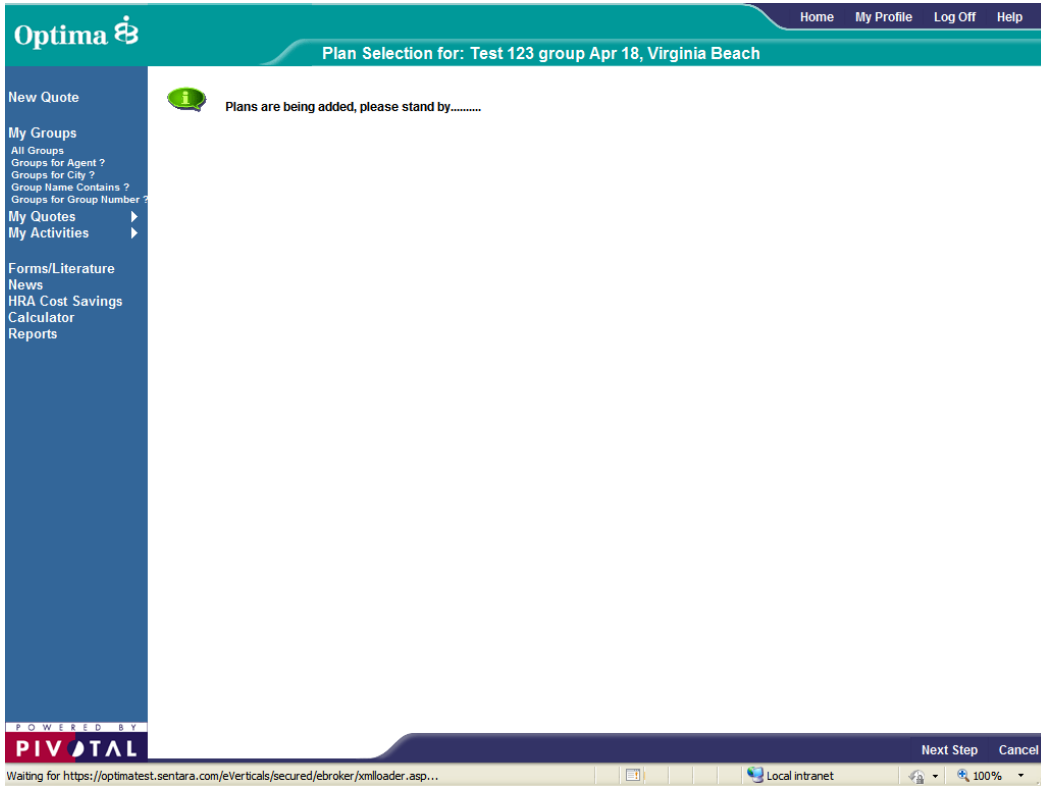 Optima
Home My Profile Log Off Help
Plan Selection for: Test 123 group Apr 18, Virginia Beach
New Quote
Plans are being added, please stand by..........
My Groups
All Groups
Groups for Agent ?
Groups for City ?
Group Name Contains ?
Groups for Group Number ?
My Quotes
My Activities
Forms/Literature
News
HRA Cost Savings
Calculator
Reports
POWERED BY
PIVOTAL
Next Step Cancel
Waiting for https://optimatest.sentara.com/eVerticals/secured/ebroker/xmlloader.asp... Local intranet 100%